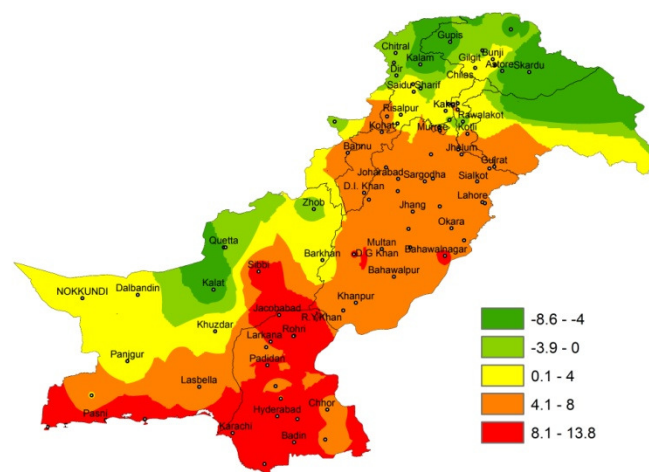 Gupis
Chitral
Bunji
Kalam
Gilgit
Dir
Astore
Skardu
Chilas
Saidu Sharif
Risalpur
Rawalakot
Kohat
Kotli
Bannu
Jhelum
Gujrat
Joharabad
Sargodha
Sialkot
D.I. Khan
Lahore
Zhob
Jhang
Okara
Quetta
Multan
Barkhan
D.G Khan
Bahawalnagar
Sibbi
Bahawalpur
Kalat
NOKKUNDI
Dalbandin
Khanpur
Jacobabad
R.Y.Khan
Khuzdar
Rohri
Larkana
Panjgur
Padidan
Lasbella
Pasni
Hyderabad
Chhor
Karachi
Badin
-8.6 - -4
-3.9 - 0
0.1 - 4
4.1 - 8
8.1 - 13.8